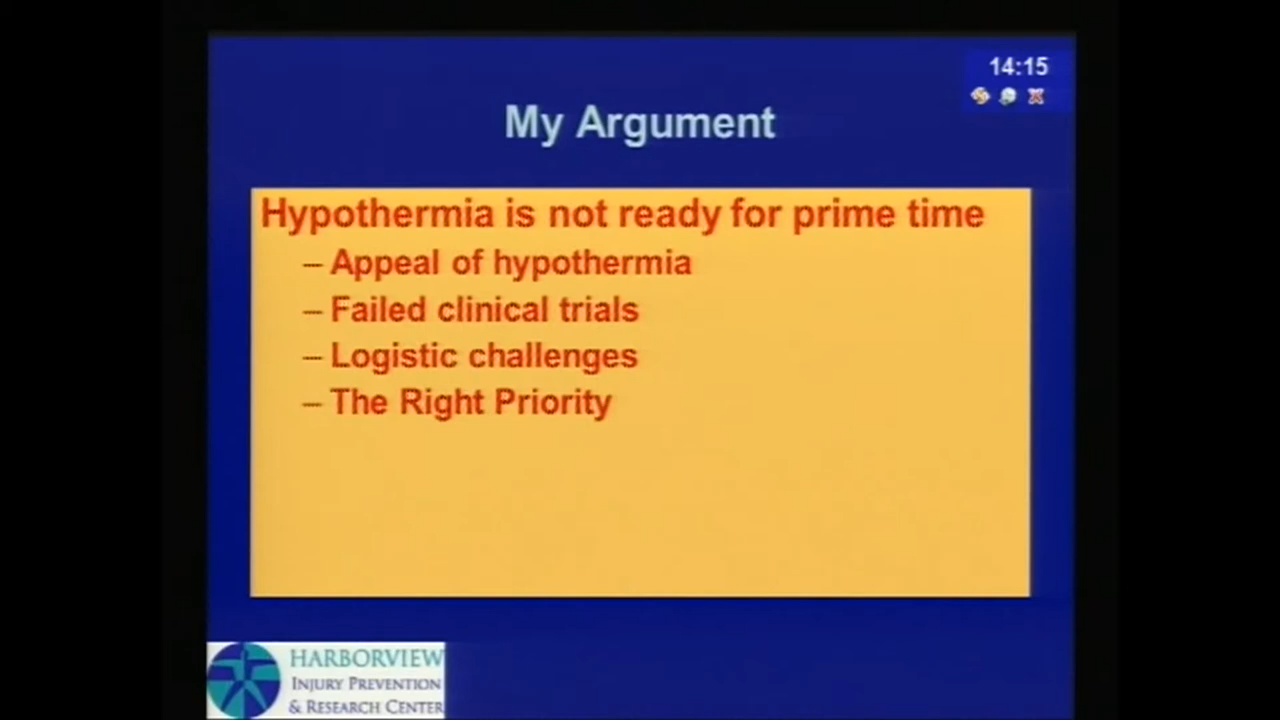 14:15
My Argument
Hypothermia is not ready for prime time
– Appeal of hypothermia
– Failed clinical trials
– Logistic challenges
– The Right Priority
HARBORVIEW
INJURY PREVENTION
& RESEARCH CENTER